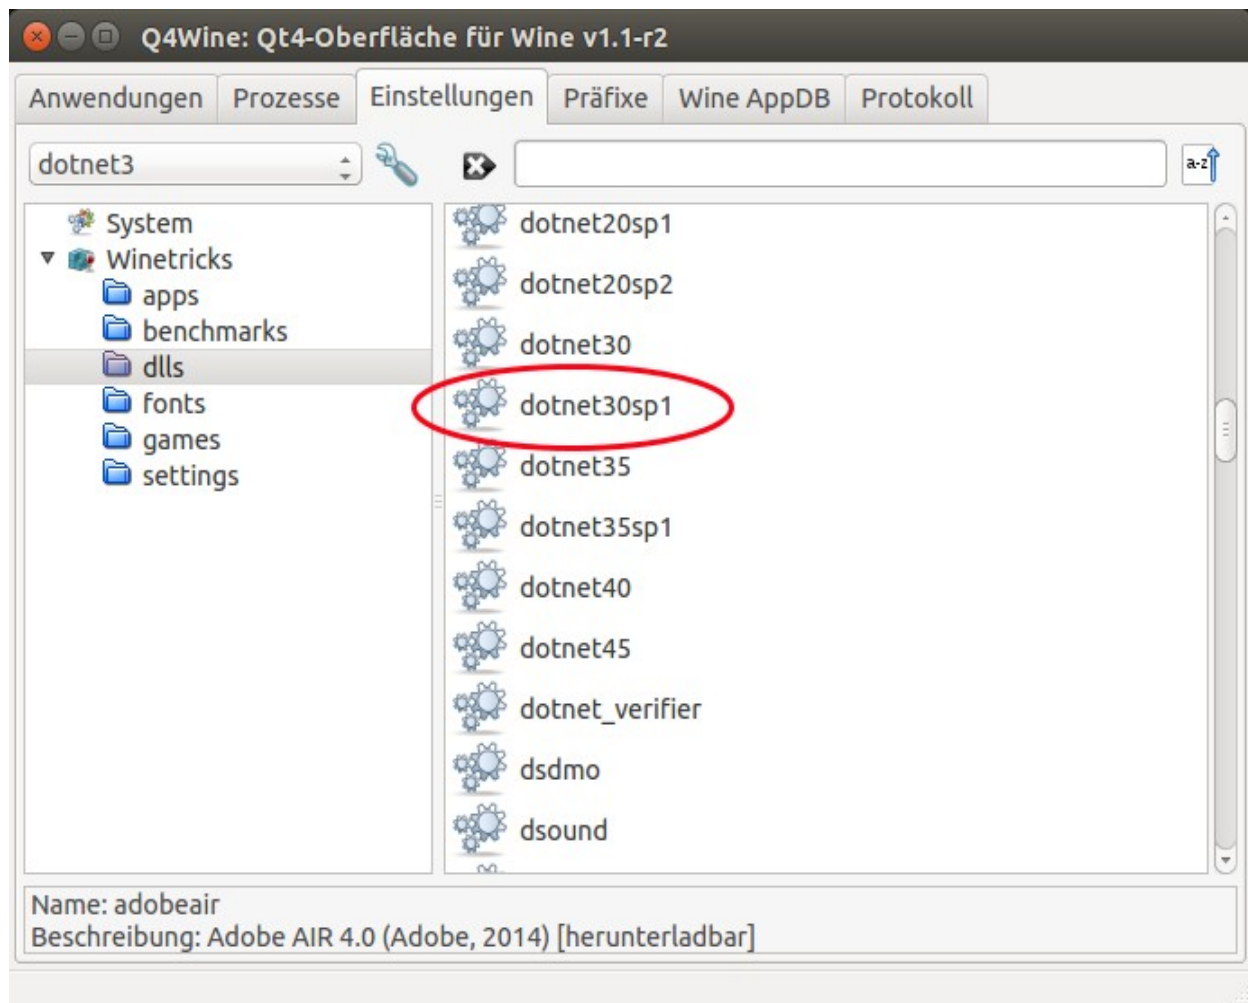 Q4Wine: Qt4-Oberfläche für Wine v1.1-r2
Anwendungen Prozesse Einstellungen Präfixe Wine AppDB Protokoll
dotnet3
a-z
System
Winetricks
apps
benchmarks
dlls
fonts
games
settings
dotnet20sp1
dotnet20sp2
dotnet30
dotnet30sp1
dotnet35
dotnet35sp1
dotnet40
dotnet45
dotnet_verifier
dsdmo
dsound
Name: adobeair
Beschreibung: Adobe AIR 4.0 (Adobe, 2014) [herunterladbar]